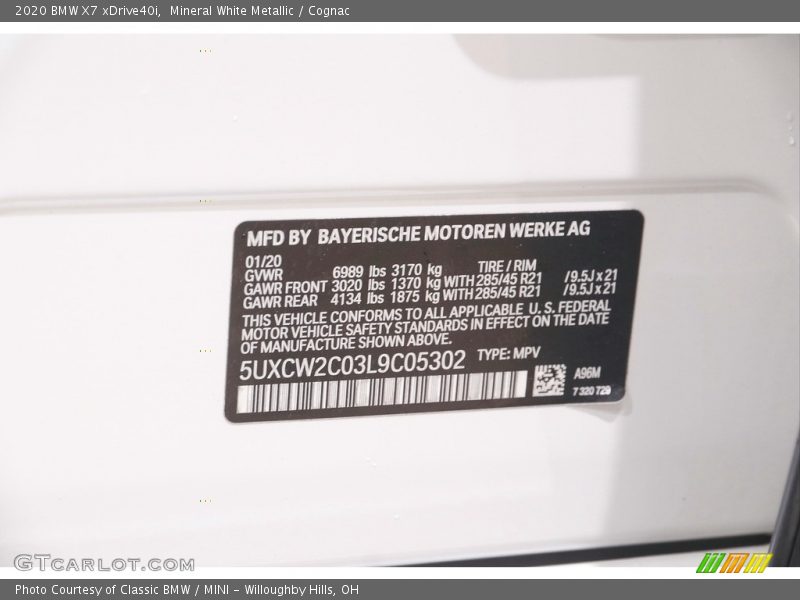 2020 BMW X7 xDrive40i, Mineral White Metallic / Cognac
MFD BY BAYERISCHE MOTOREN WERKE AG
01/20
GVWR 6989 lbs 3170 kg TIRE / RIM
GAWR FRONT 3020 lbs 1370 kg WITH 285/45 R21 /9.5J x 21
GAWR REAR 4134 lbs 1875 kg WITH 285/45 R21 /9.5J x 21
THIS VEHICLE CONFORMS TO ALL APPLICABLE U. S. FEDERAL
MOTOR VEHICLE SAFETY STANDARDS IN EFFECT ON THE DATE
OF MANUFACTURE SHOWN ABOVE.
5UXCW2C03L9C05302 TYPE: MPV
A96M
7 320 729
GTCARLOT.COM
Photo Courtesy of Classic BMW / MINI - Willoughby Hills, OH